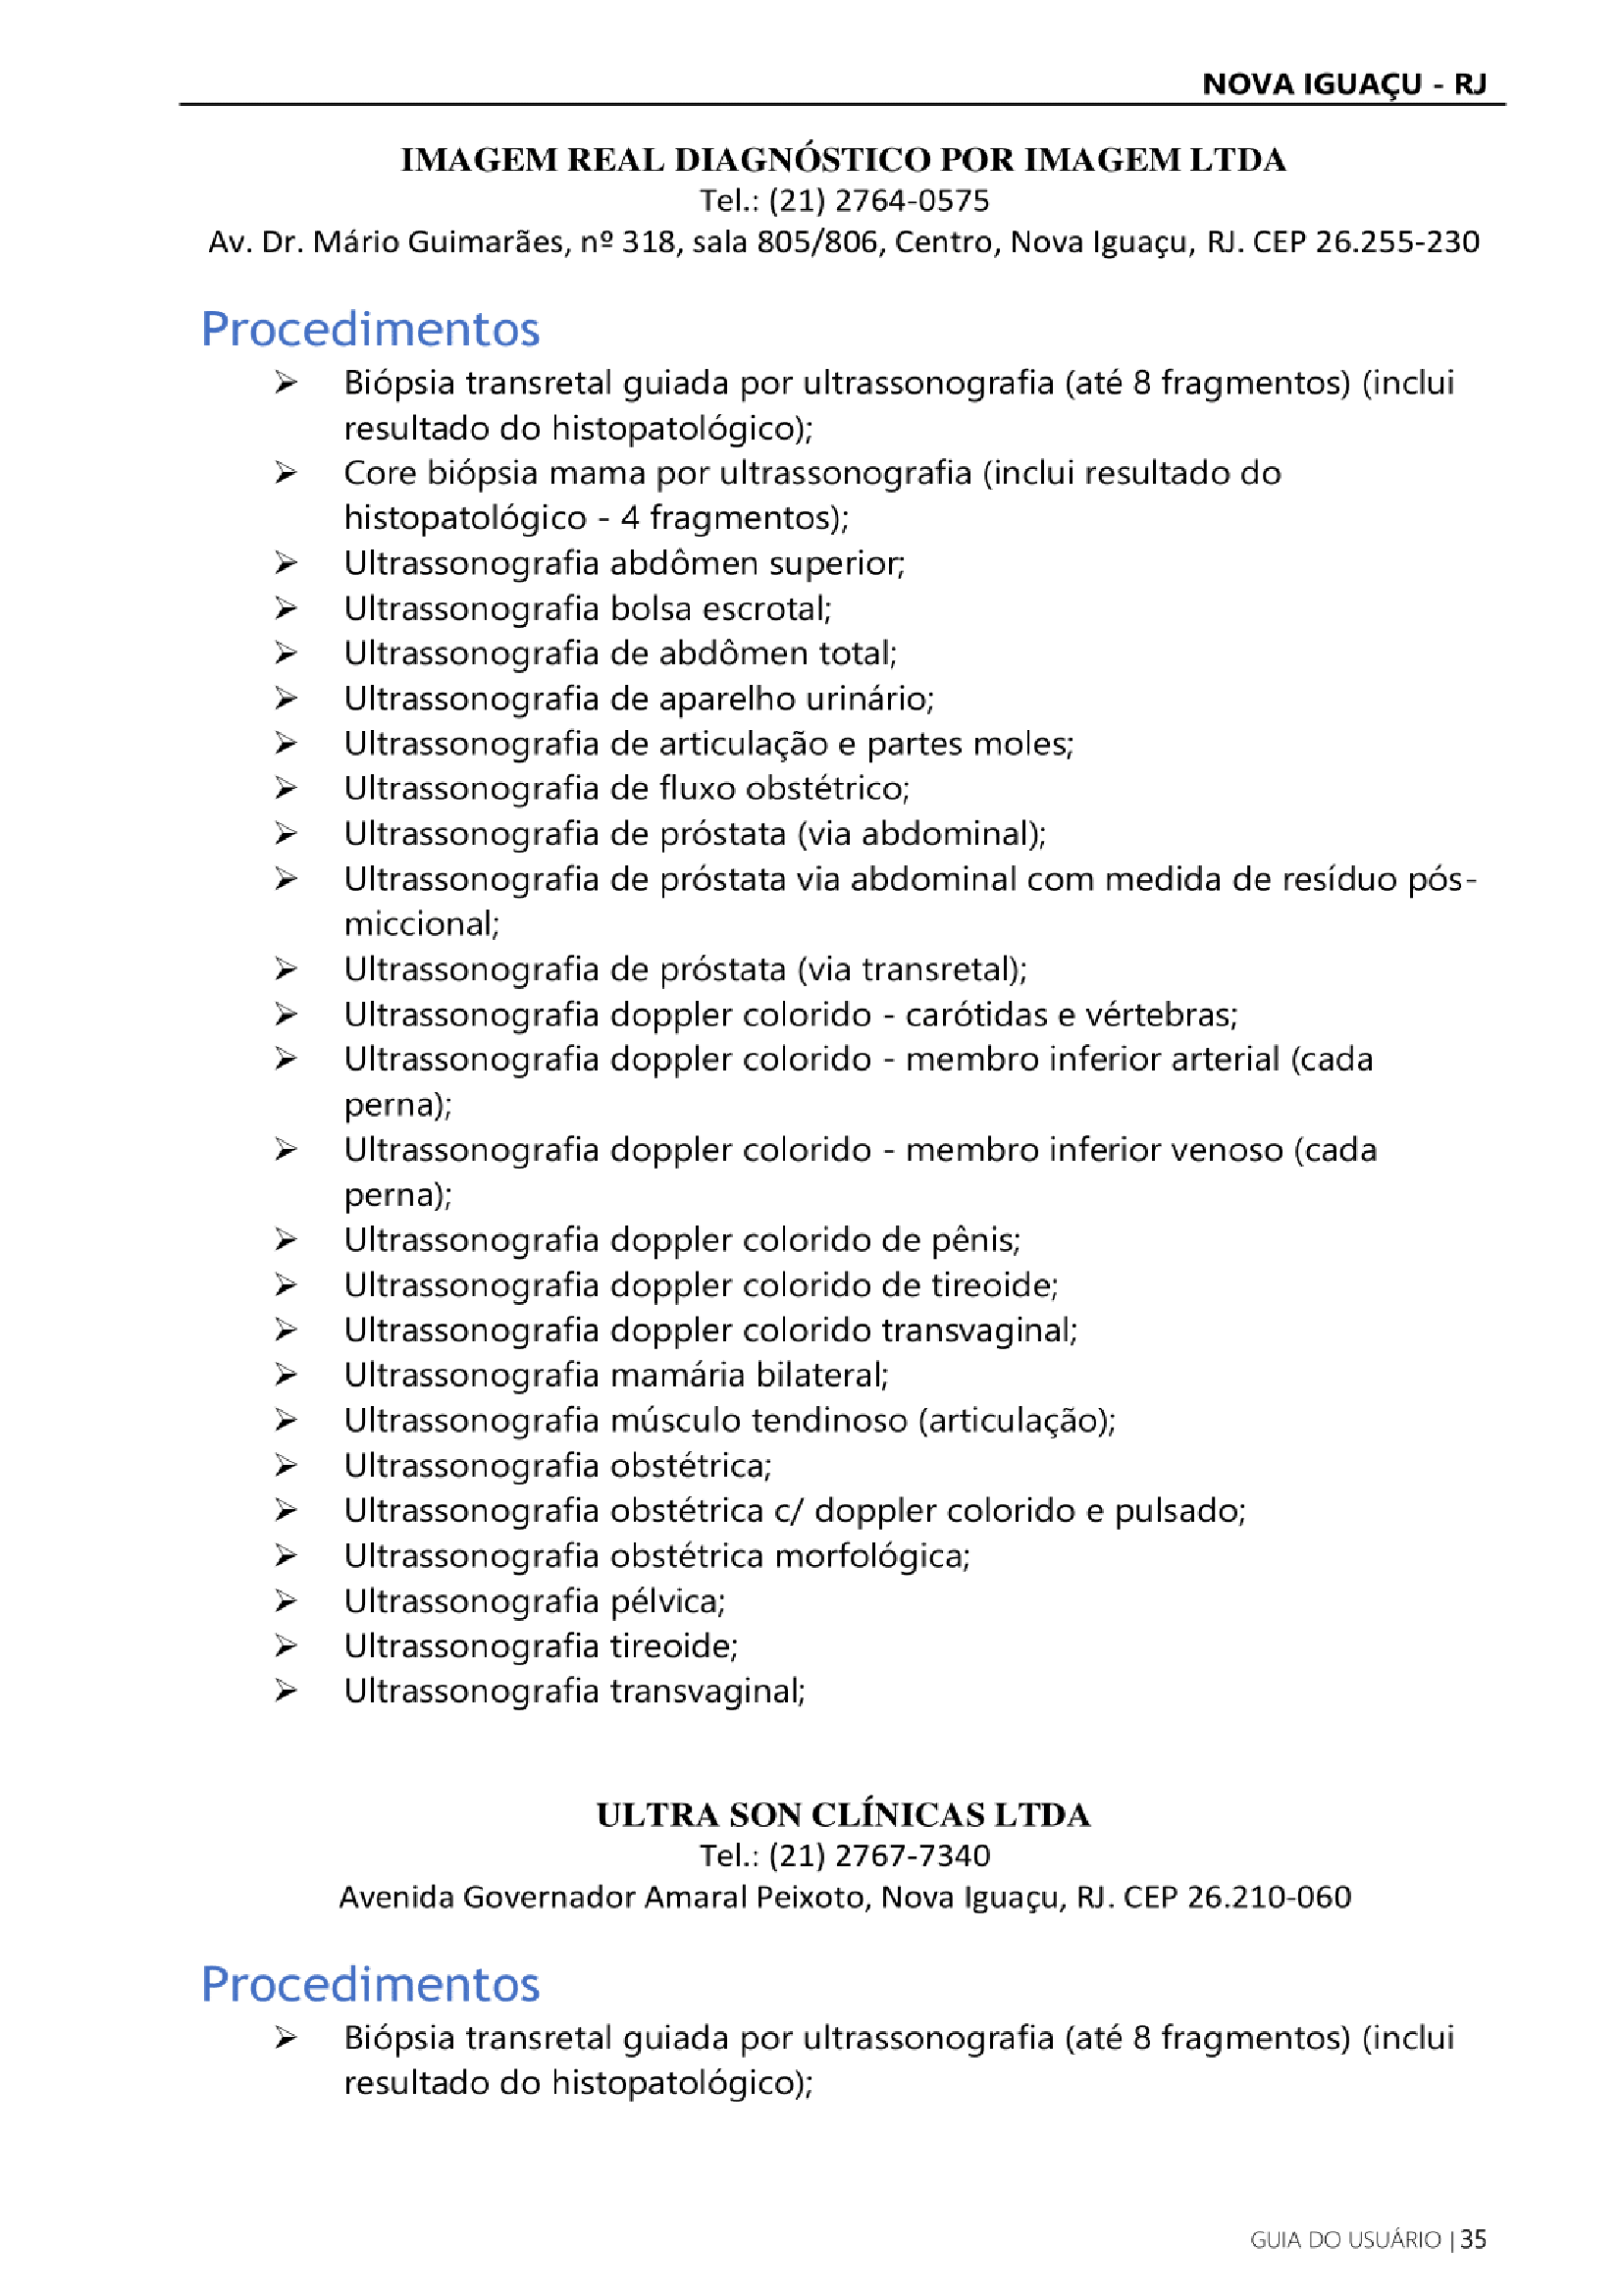 NOVA IGUAÇU - RJ
IMAGEM REAL DIAGNÓSTICO POR IMAGEM LTDA
Tel.: (21) 2764-0575
Av. Dr. Mário Guimarães, nº 318, sala 805/806, Centro, Nova Iguaçu, RJ. CEP 26.255-230
Procedimentos
➢ Biópsia transretal guiada por ultrassonografia (até 8 fragmentos) (inclui
resultado do histopatológico);
➢ Core biópsia mama por ultrassonografia (inclui resultado do
histopatológico - 4 fragmentos);
➢ Ultrassonografia abdômen superior;
➢ Ultrassonografia bolsa escrotal;
➢ Ultrassonografia de abdômen total;
➢ Ultrassonografia de aparelho urinário;
➢ Ultrassonografia de articulação e partes moles;
➢ Ultrassonografia de fluxo obstétrico;
➢ Ultrassonografia de próstata (via abdominal);
➢ Ultrassonografia de próstata via abdominal com medida de resíduo pós-
miccional;
➢ Ultrassonografia de próstata (via transretal);
➢ Ultrassonografia doppler colorido - carótidas e vértebras;
➢ Ultrassonografia doppler colorido - membro inferior arterial (cada
perna);
➢ Ultrassonografia doppler colorido - membro inferior venoso (cada
perna);
➢ Ultrassonografia doppler colorido de pênis;
➢ Ultrassonografia doppler colorido de tireoide;
➢ Ultrassonografia doppler colorido transvaginal;
➢ Ultrassonografia mamária bilateral;
➢ Ultrassonografia músculo tendinoso (articulação);
➢ Ultrassonografia obstétrica;
➢ Ultrassonografia obstétrica c/ doppler colorido e pulsado;
➢ Ultrassonografia obstétrica morfológica;
➢ Ultrassonografia pélvica;
➢ Ultrassonografia tireoide;
➢ Ultrassonografia transvaginal;
ULTRA SON CLÍNICAS LTDA
Tel.: (21) 2767-7340
Avenida Governador Amaral Peixoto, Nova Iguaçu, RJ. CEP 26.210-060
Procedimentos
➢ Biópsia transretal guiada por ultrassonografia (até 8 fragmentos) (inclui
resultado do histopatológico);
GUIA DO USUÁRIO | 35